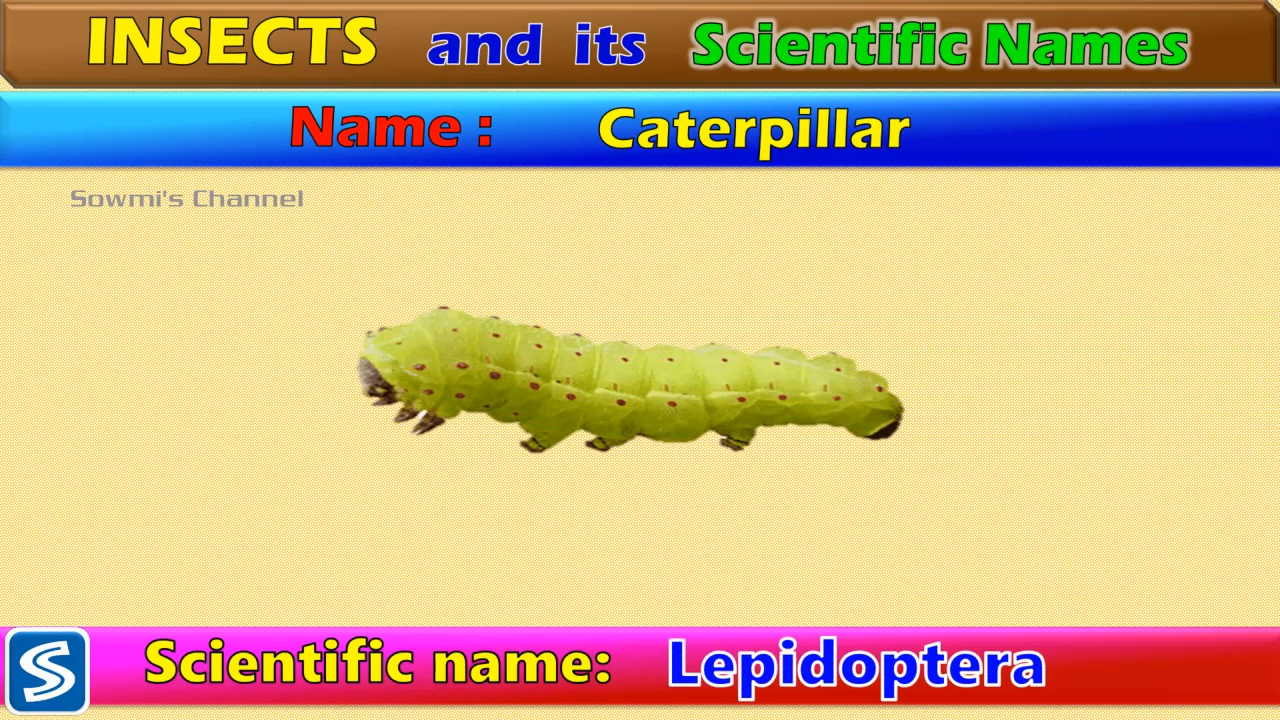 INSECTS and its Scientific Names
Name : Caterpillar
Sowmi's Channel
S
Scientific name: Lepidoptera